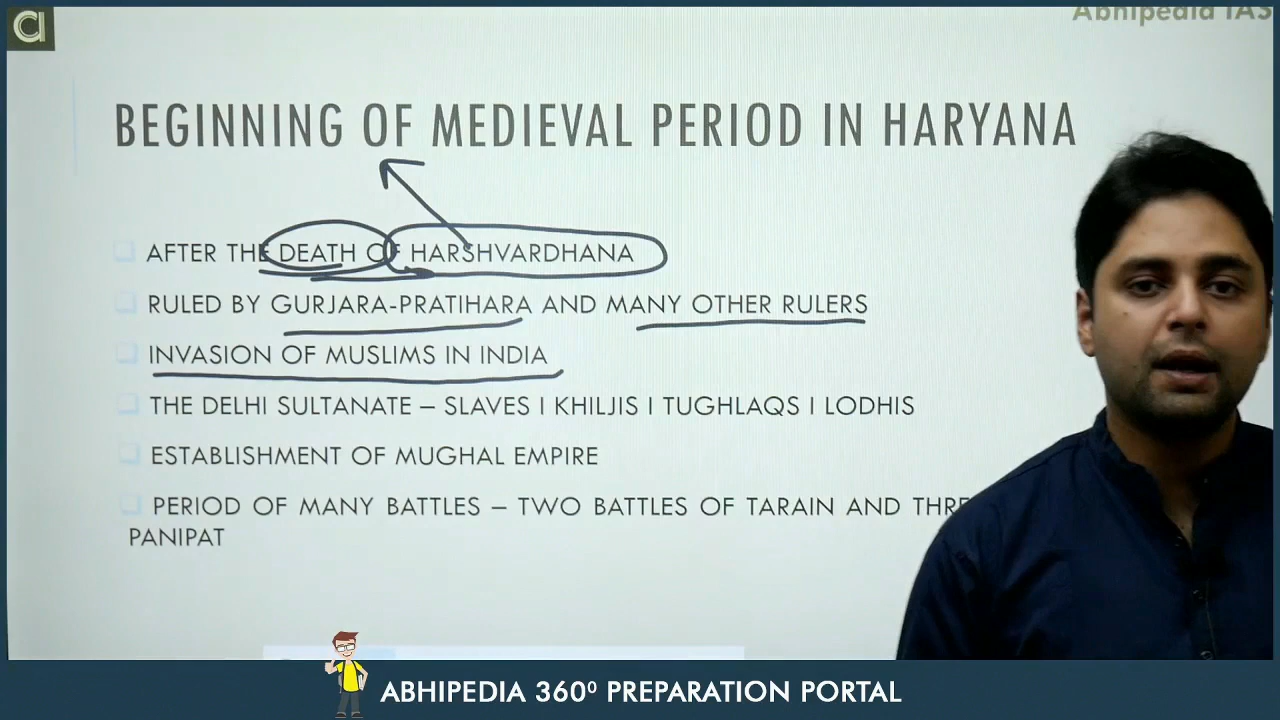 Abhipedia IAS
BEGINNING OF MEDIEVAL PERIOD IN HARYANA
AFTER THE DEATH OF HARSHVARDHANA
RULED BY GURJARA-PRATIHARA AND MANY OTHER RULERS
INVASION OF MUSLIMS IN INDIA
THE DELHI SULTANATE – SLAVES I KHILJIS I TUGHLAQS I LODHIS
ESTABLISHMENT OF MUGHAL EMPIRE
PERIOD OF MANY BATTLES – TWO BATTLES OF TARAIN AND
PANIPAT
ABHIPEDIA 360⁰ PREPARATION PORTAL